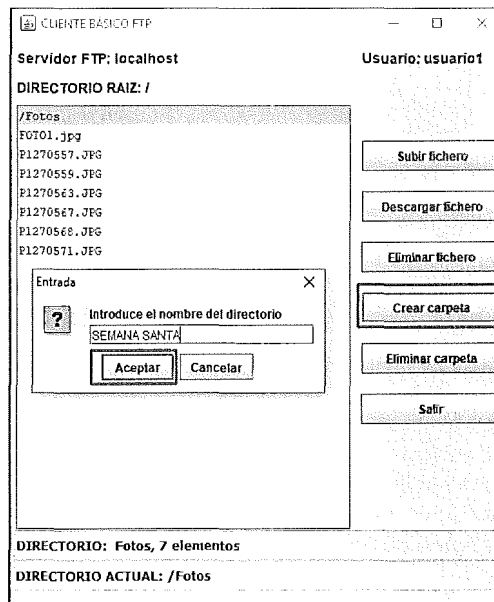 CLIENTE BÁSICO FTP
Servidor FTP: localhost
Usuario: usuario1
DIRECTORIO RAIZ: /
/Fotos
FOTO1.jpg
P1270557.JPG
P1270559.JPG
P1270563.JPG
P1270567.JPG
P1270568.JPG
P1270571.JPG
Subir fichero
Descargar fichero
Eliminar fichero
Crear carpeta
Eliminar carpeta
Salir
Entrada
?
Introduce el nombre del directorio
SEMANA SANTA
Aceptar
Cancelar
DIRECTORIO: Fotos, 7 elementos
DIRECTORIO ACTUAL: /Fotos